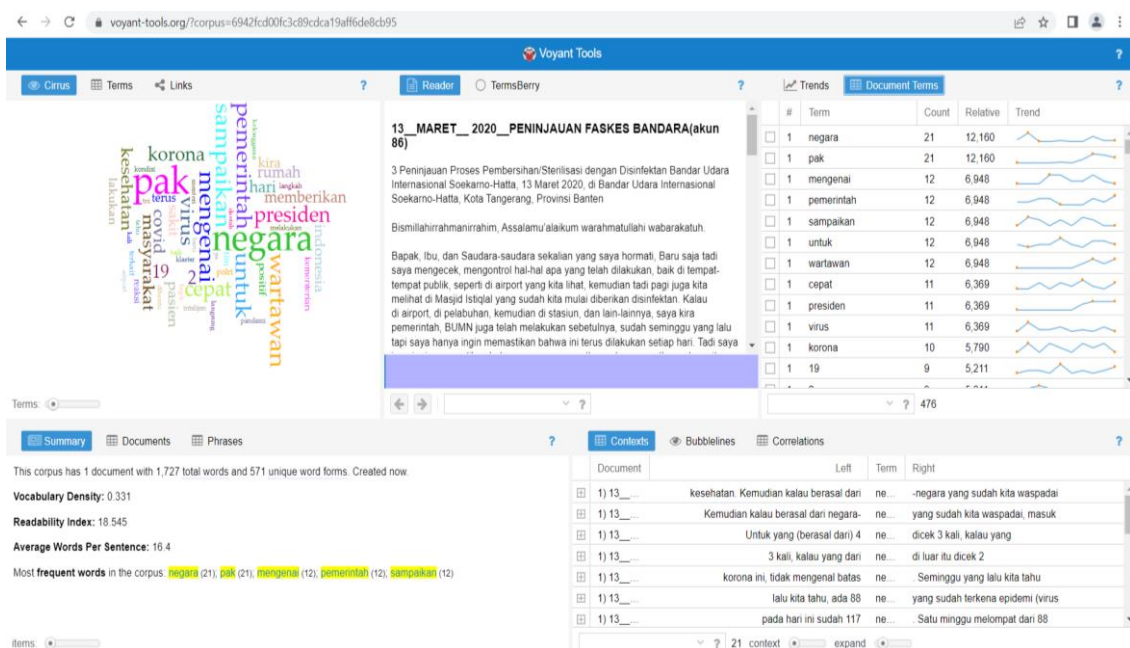 voyant-tools.org/?corpus=6942fcd00fc3c89cdca19aff6de8cb95
Voyant Tools
?
Cirrus Terms Links ?
negara
pak
pemerintah
sampaikan
mengenai
untuk
wartawan
presiden
cepat
virus
korona
kesehatan
masyarakat
covid
19
2
memberikan
indonesia
rumah
hari
kira
terus
lakukan
sakit
pasien
positif
kementerian
langkah
melakukan
pandemi
kondisi
polri
klaster
terkait
reaksi
intelijen
langsung
Terms:
Reader TermsBerry ?
13__MARET__ 2020__PENINJAUAN FASKES BANDARA(akun
86)
3 Peninjauan Proses Pembersihan/Sterilisasi dengan Disinfektan Bandar Udara
Internasional Soekarno-Hatta, 13 Maret 2020, di Bandar Udara Internasional
Soekarno-Hatta, Kota Tangerang, Provinsi Banten
Bismillahirrahmanirrahim, Assalamu'alaikum warahmatullahi wabarakatuh.
Bapak, Ibu, dan Saudara-saudara sekalian yang saya hormati, Baru saja tadi
saya mengecek, mengontrol hal-hal apa yang telah dilakukan, baik di tempat-
tempat publik, seperti di airport yang kita lihat, kemudian tadi pagi juga kita
melihat di Masjid Istiqlal yang sudah kita mulai diberikan disinfektan. Kalau
di airport, di pelabuhan, kemudian di stasiun, dan lain-lainnya, saya kira
pemerintah, BUMN juga telah melakukan sebetulnya, sudah seminggu yang lalu
tapi saya hanya ingin memastikan bahwa ini terus dilakukan setiap hari. Tadi saya
?
Trends Document Terms ?
# Term Count Relative Trend
1 negara 21 12,160
1 pak 21 12,160
1 mengenai 12 6,948
1 pemerintah 12 6,948
1 sampaikan 12 6,948
1 untuk 12 6,948
1 wartawan 12 6,948
1 cepat 11 6,369
1 presiden 11 6,369
1 virus 11 6,369
1 korona 10 5,790
1 19 9 5,211
? 476
Summary Documents Phrases ?
This corpus has 1 document with 1,727 total words and 571 unique word forms. Created now.
Vocabulary Density: 0.331
Readability Index: 18.545
Average Words Per Sentence: 16.4
Most frequent words in the corpus: negara (21); pak (21); mengenai (12); pemerintah (12); sampaikan (12)
items:
Contexts Bubblelines Correlations ?
Document Left Term Right
1) 13__... kesehatan. Kemudian kalau berasal dari ne... -negara yang sudah kita waspadai
1) 13__... Kemudian kalau berasal dari negara- ne... yang sudah kita waspadai, masuk
1) 13__... Untuk yang (berasal dari) 4 ne... dicek 3 kali, kalau yang
1) 13__... 3 kali, kalau yang dari ne... di luar itu dicek 2
1) 13__... korona ini, tidak mengenal batas ne... . Seminggu yang lalu kita tahu
1) 13__... lalu kita tahu, ada 88 ne... yang sudah terkena epidemi (virus
1) 13__... pada hari ini sudah 117 ne... . Satu minggu melompat dari 88
? 21 context expand